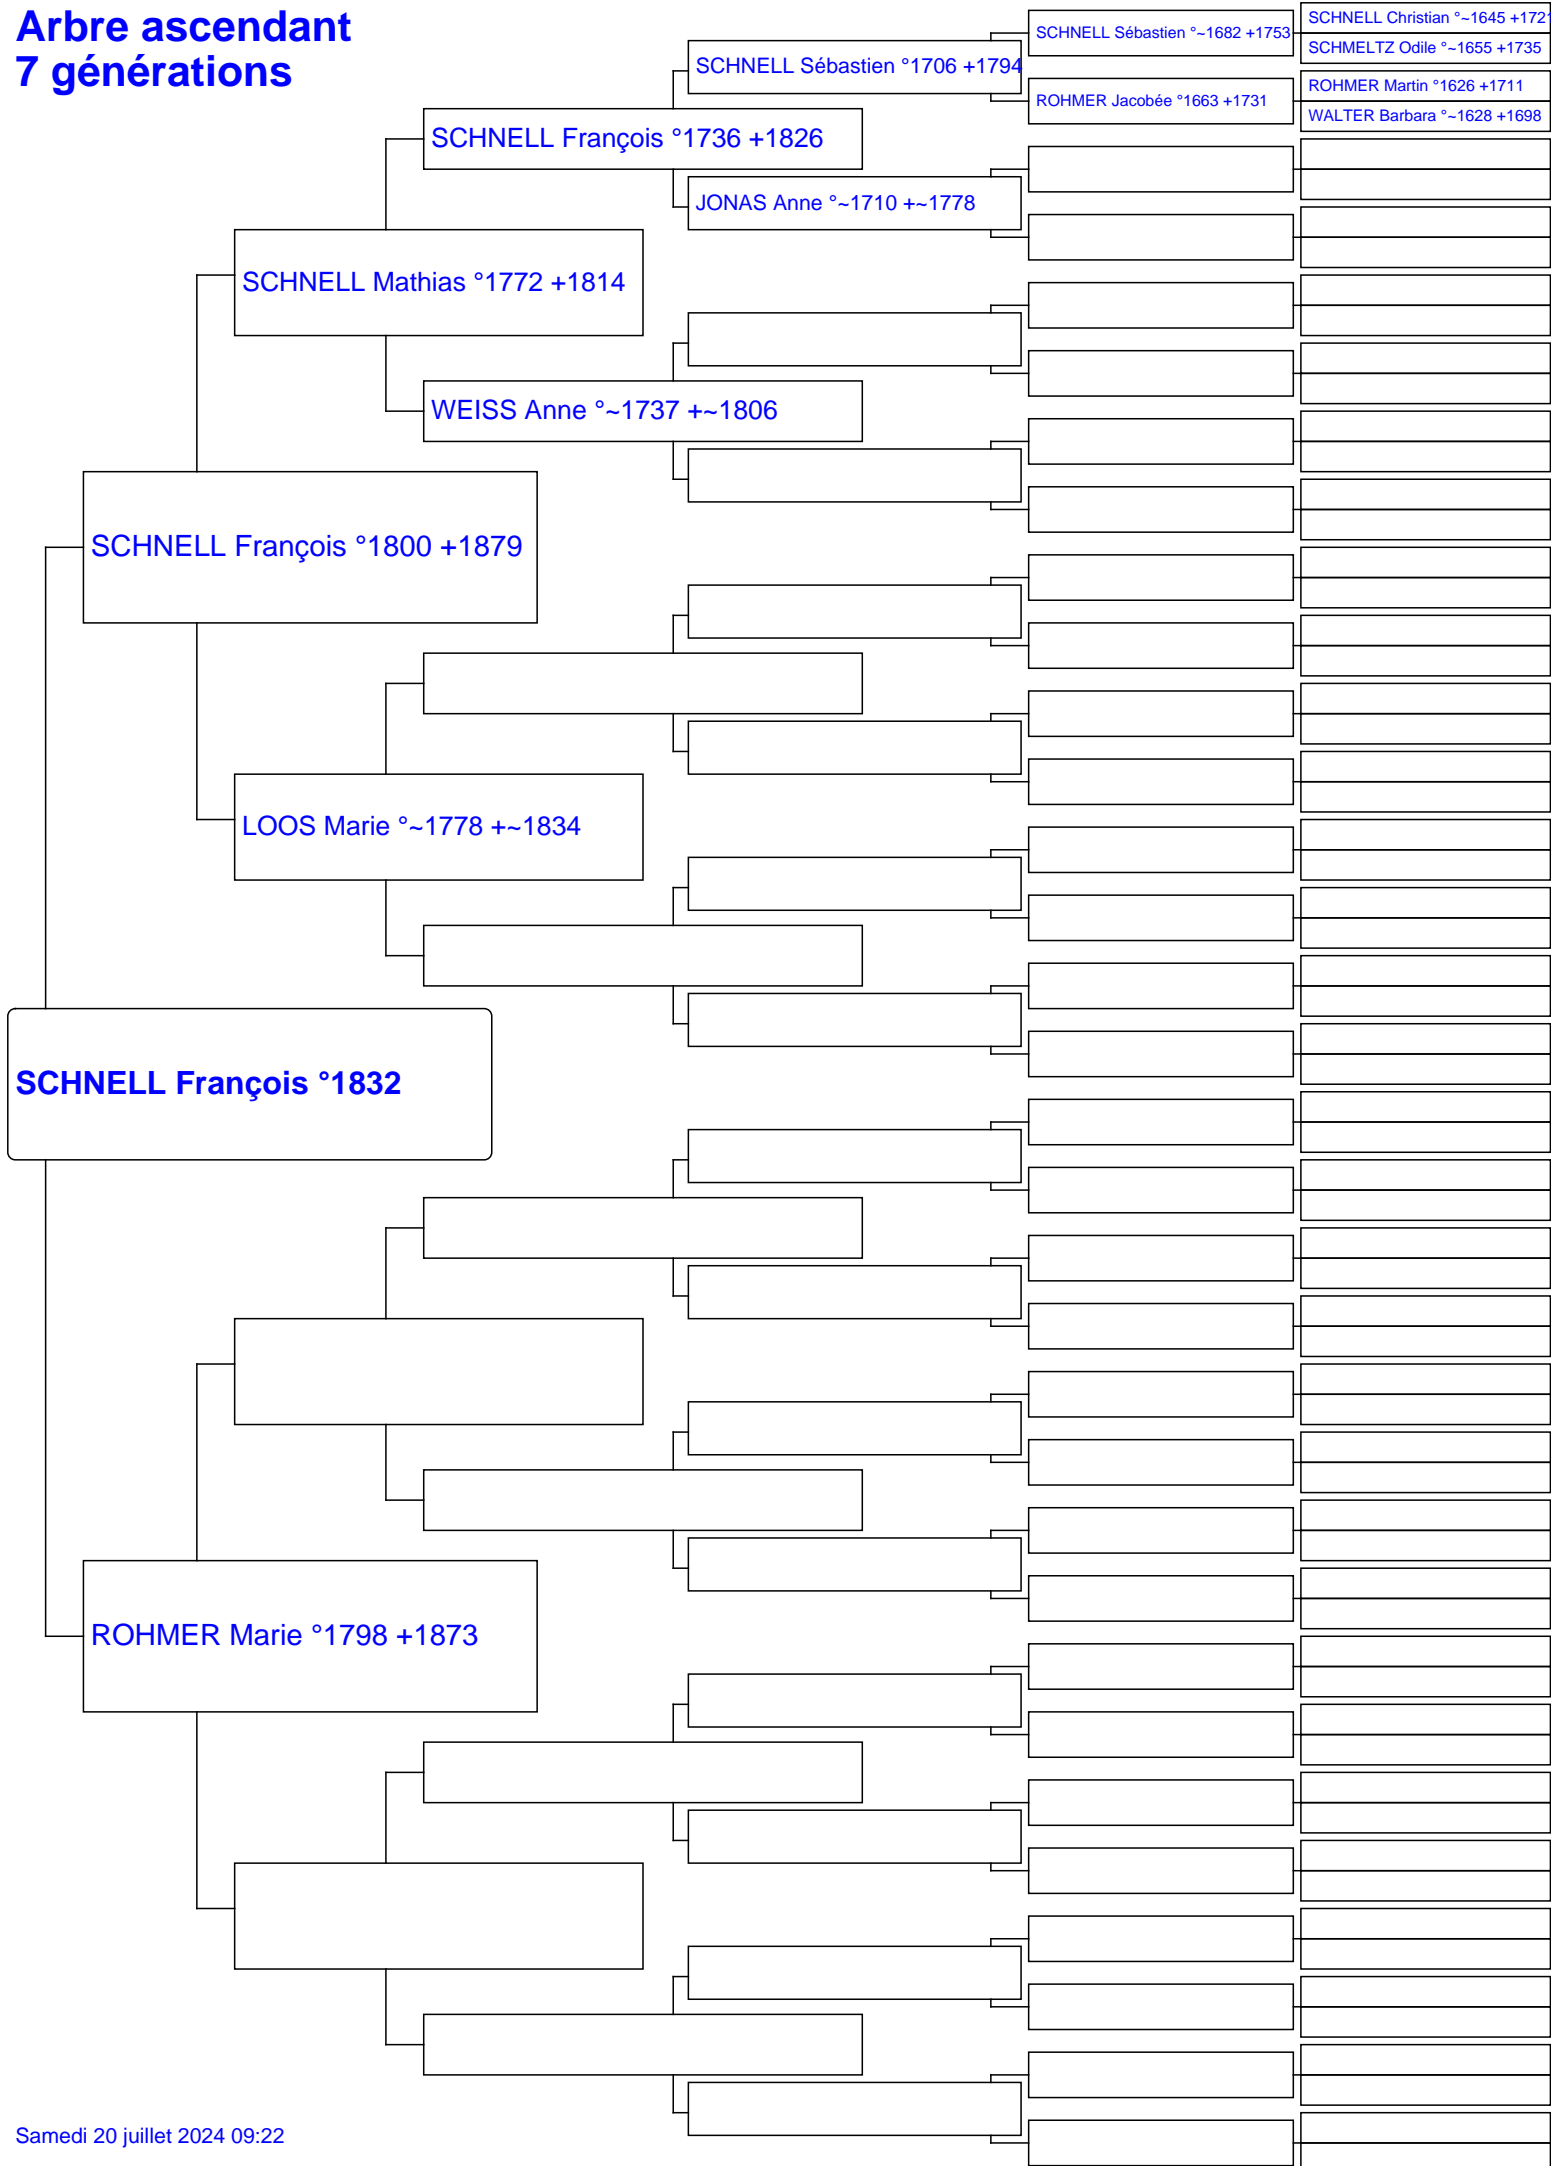 Arbre ascendant
7 générations
SCHNELL Christian °~1645 +1721
SCHNELL Sébastien °~1682 +1753
SCHMELTZ Odile °~1655 +1735
SCHNELL Sébastien °1706 +1794
ROHMER Martin °1626 +1711
ROHMER Jacobée °1663 +1731
WALTER Barbara °~1628 +1698
SCHNELL François °1736 +1826
JONAS Anne °~1710 +~1778
SCHNELL Mathias °1772 +1814
WEISS Anne °~1737 +~1806
SCHNELL François °1800 +1879
LOOS Marie °~1778 +~1834
SCHNELL François °1832
ROHMER Marie °1798 +1873
Samedi 20 juillet 2024 09:22